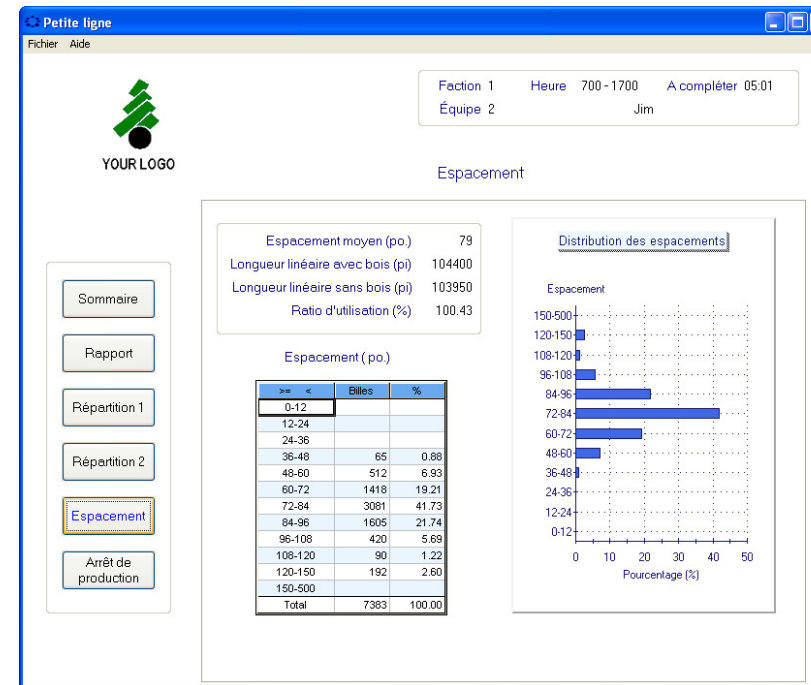 Petite ligne
Fichier Aide
Faction 1 Heure 700-1700 A compléter 05:01
Équipe 2 Jim
YOUR LOGO
Espacement
Espacement moyen (po.) 79
Longueur linéaire avec bois (pi) 104400
Longueur linéaire sans bois (pi) 103950
Ratio d'utilisation (%) 100.43
Sommaire
Rapport
Répartition 1
Répartition 2
Espacement
Arrêt de
production
Espacement ( po.)
>= < Billes %
0-12
12-24
24-36
36-48 65 0.88
48-60 512 6.93
60-72 1418 19.21
72-84 3081 41.73
84-96 1605 21.74
96-108 420 5.69
108-120 90 1.22
120-150 192 2.60
150-500
Total 7383 100.00
Distribution des espacements
Espacement
150-500
120-150
108-120
96-108
84-96
72-84
60-72
48-60
36-48
24-36
12-24
0-12
0 10 20 30 40 50
Pourcentage (%)